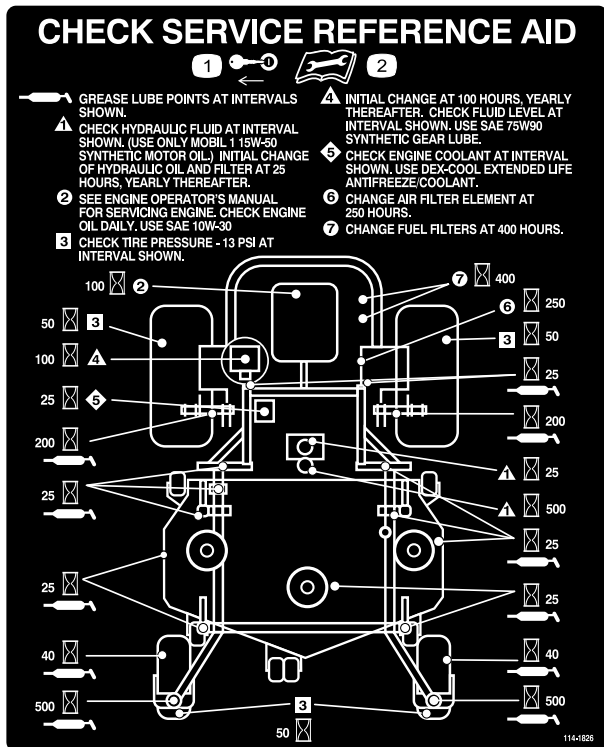 CHECK SERVICE REFERENCE AID
1
2
GREASE LUBE POINTS AT INTERVALS
SHOWN.
1 CHECK HYDRAULIC FLUID AT INTERVAL
SHOWN. (USE ONLY MOBIL 1 15W-50
SYNTHETIC MOTOR OIL.) INITIAL CHANGE
OF HYDRAULIC OIL AND FILTER AT 25
HOURS, YEARLY THEREAFTER.
2 SEE ENGINE OPERATOR'S MANUAL
FOR SERVICING ENGINE. CHECK ENGINE
OIL DAILY. USE SAE 10W-30
3 CHECK TIRE PRESSURE - 13 PSI AT
INTERVAL SHOWN.
4 INITIAL CHANGE AT 100 HOURS, YEARLY
THEREAFTER. CHECK FLUID LEVEL AT
INTERVAL SHOWN. USE SAE 75W90
SYNTHETIC GEAR LUBE.
5 CHECK ENGINE COOLANT AT INTERVAL
SHOWN. USE DEX-COOL EXTENDED LIFE
ANTIFREEZE/COOLANT.
6 CHANGE AIR FILTER ELEMENT AT
250 HOURS.
7 CHANGE FUEL FILTERS AT 400 HOURS.
100 2
50 3
100 4
25 5
200
25
25
40
500
7 400
6 250
3 50
25
200
1 25
1 500
25
25
40
500
3
50
114-1826